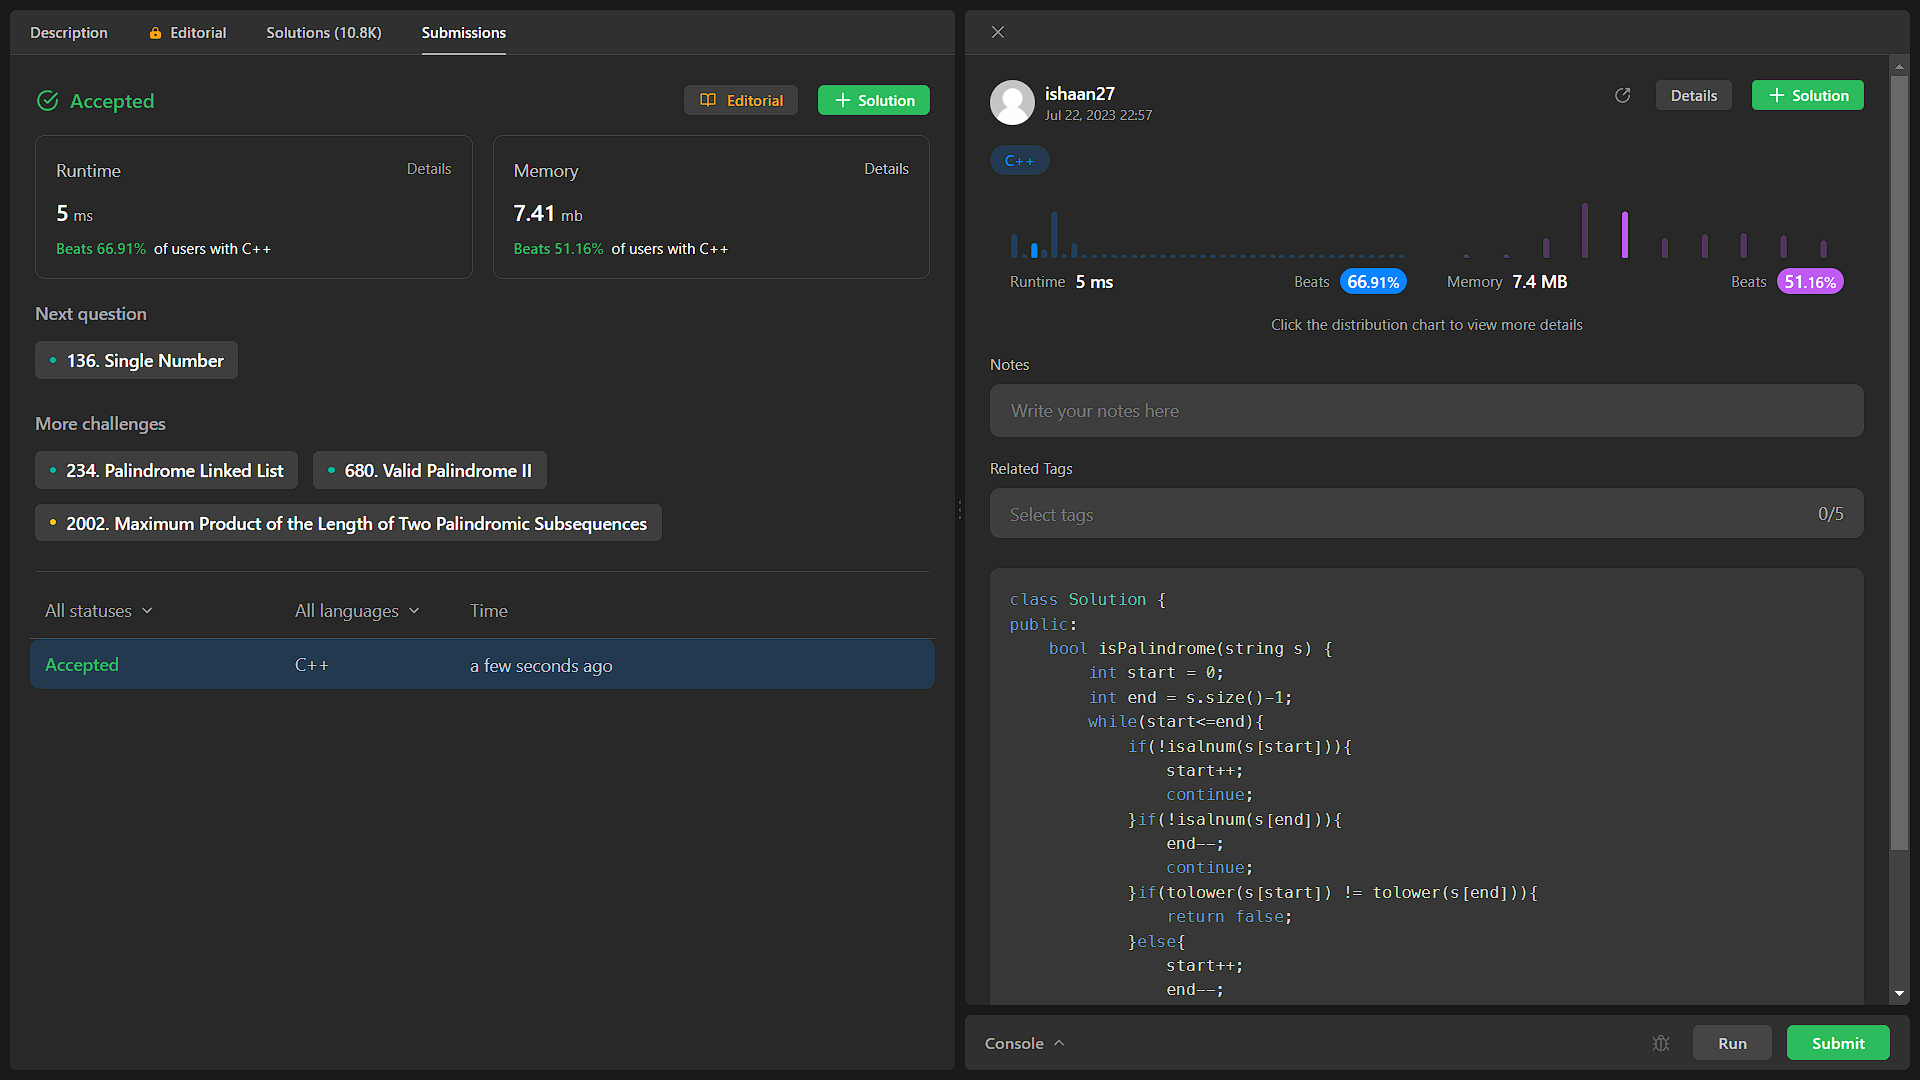 Description
Editorial
Solutions (10.8K)
Submissions
Accepted
Editorial
Solution
Runtime
Details
5 ms
Beats 66.91% of users with C++
Memory
Details
7.41 mb
Beats 51.16% of users with C++
Next question
136. Single Number
More challenges
234. Palindrome Linked List
680. Valid Palindrome II
2002. Maximum Product of the Length of Two Palindromic Subsequences
All statuses
All languages
Time
Accepted
C++
a few seconds ago
ishaan27
Jul 22, 2023 22:57
Details
Solution
C++
Runtime 5 ms
Beats 66.91%
Memory 7.4 MB
Beats 51.16%
Click the distribution chart to view more details
Notes
Write your notes here
Related Tags
Select tags
0/5
class Solution {
public:
    bool isPalindrome(string s) {
        int start = 0;
        int end = s.size()-1;
        while(start<=end){
            if(!isalnum(s[start])){
                start++;
                continue;
            }if(!isalnum(s[end])){
                end--;
                continue;
            }if(tolower(s[start]) != tolower(s[end])){
                return false;
            }else{
                start++;
                end--;
Console
Run
Submit